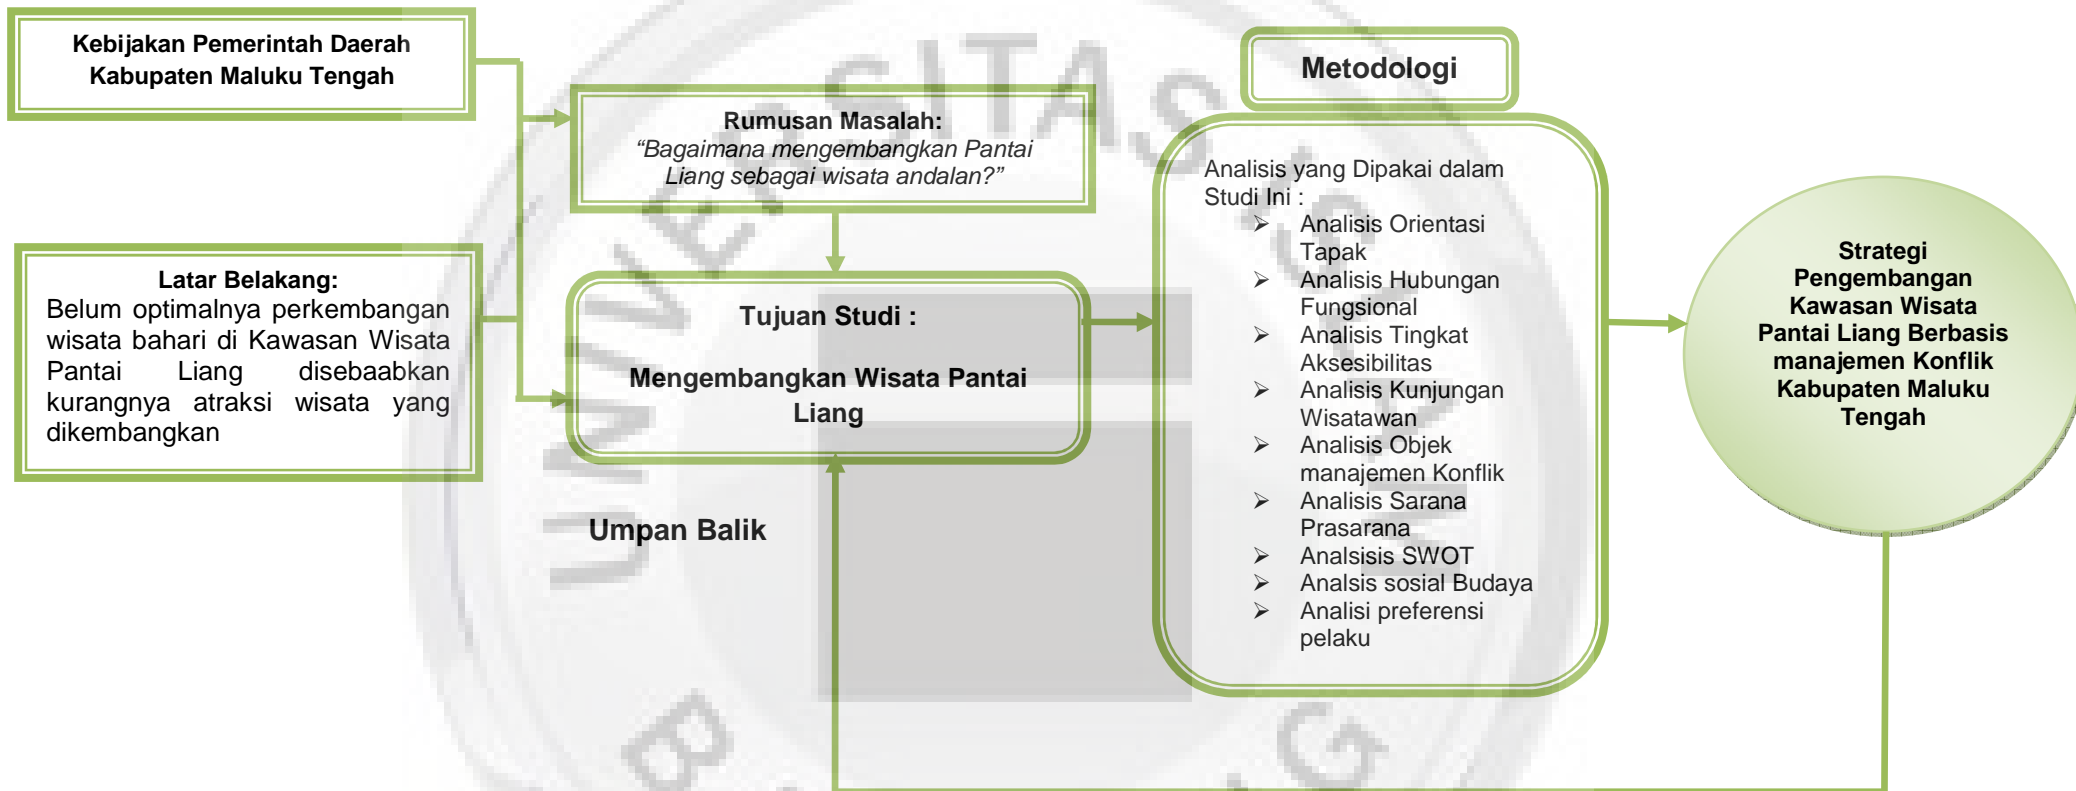 Kebijakan Pemerintah Daerah
Kabupaten Maluku Tengah
Latar Belakang:
Belum optimalnya perkembangan
wisata bahari di Kawasan Wisata
Pantai Liang disebaabkan
kurangnya atraksi wisata yang
dikembangkan
Rumusan Masalah:
“Bagaimana mengembangkan Pantai
Liang sebagai wisata andalan?”
Tujuan Studi :
Mengembangkan Wisata Pantai
Liang
Umpan Balik
Metodologi
Analisis yang Dipakai dalam
Studi Ini :
➢ Analisis Orientasi
Tapak
➢ Analisis Hubungan
Fungsional
➢ Analisis Tingkat
Aksesibilitas
➢ Analisis Kunjungan
Wisatawan
➢ Analisis Objek
manajemen Konflik
➢ Analisis Sarana
Prasarana
➢ Analsisis SWOT
➢ Analsis sosial Budaya
➢ Analisi preferensi
pelaku
Strategi
Pengembangan
Kawasan Wisata
Pantai Liang Berbasis
manajemen Konflik
Kabupaten Maluku
Tengah
UNIVERSITAS ISLAM